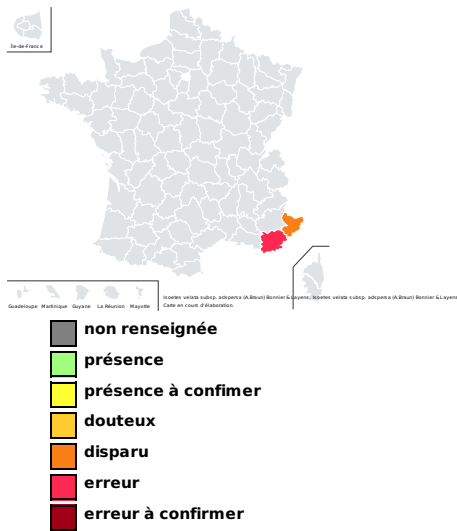 Île-de-France
Guadeloupe Martinique Guyane La Réunion Mayotte
Isoetes velata subsp. adspersa (A.Braun) Bonnier & Layens, Isoetes velata subsp. adspersa (A.Braun) Bonnier & Layens
Carte en cours d'élaboration.
non renseignée
présence
présence à confimer
douteux
disparu
erreur
erreur à confirmer